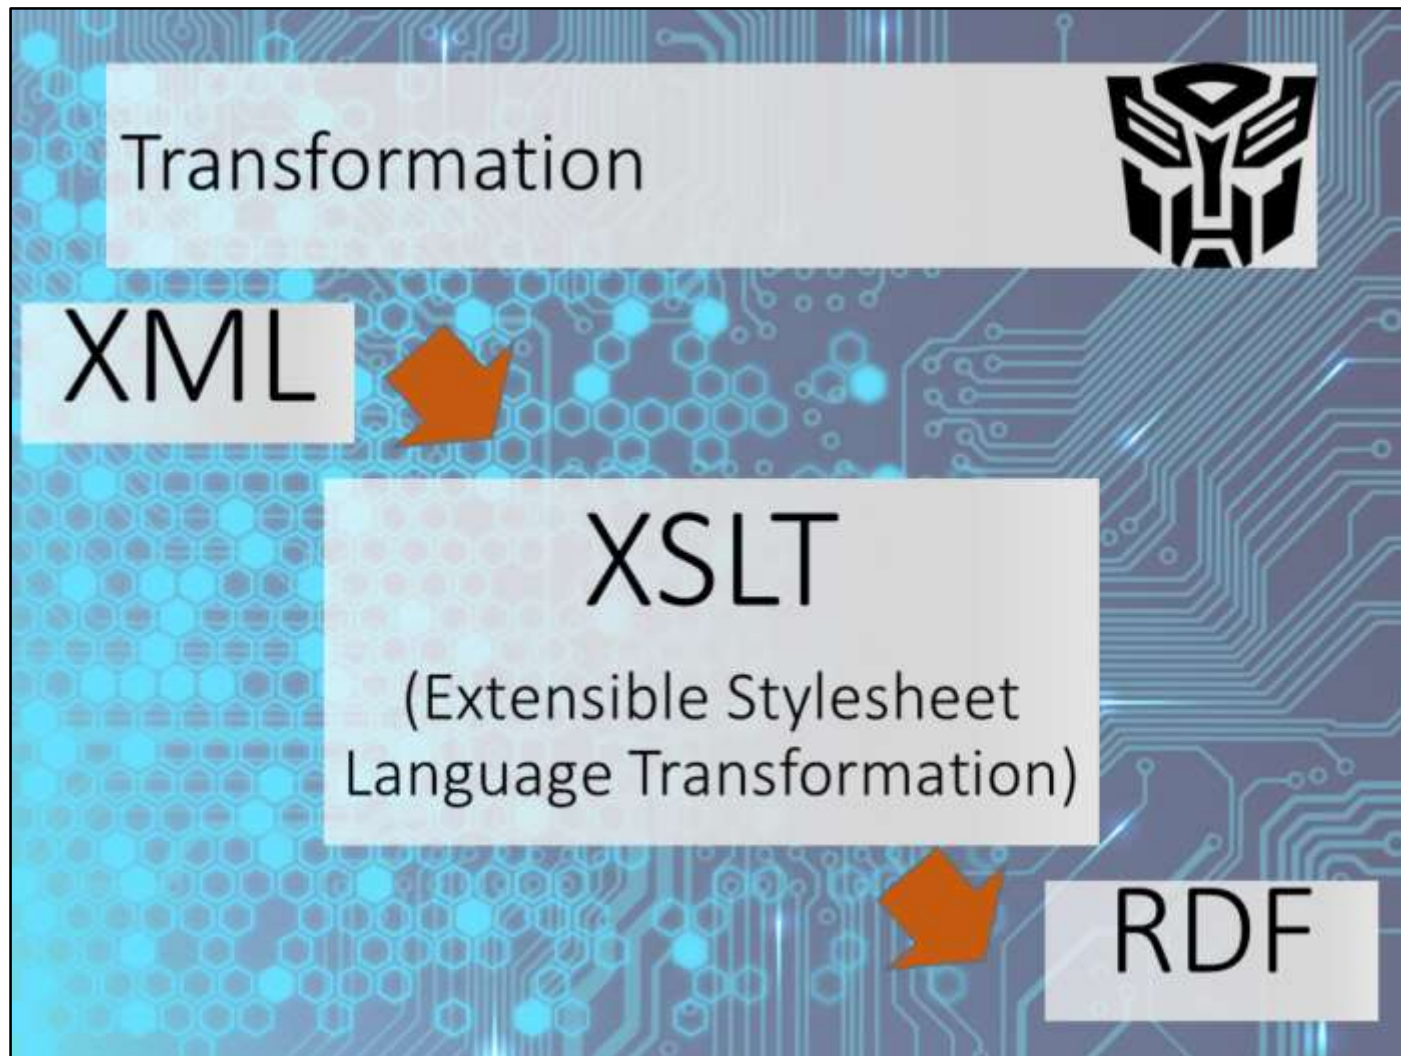 Transformation
XML
XSLT
(Extensible Stylesheet
Language Transformation)
RDF